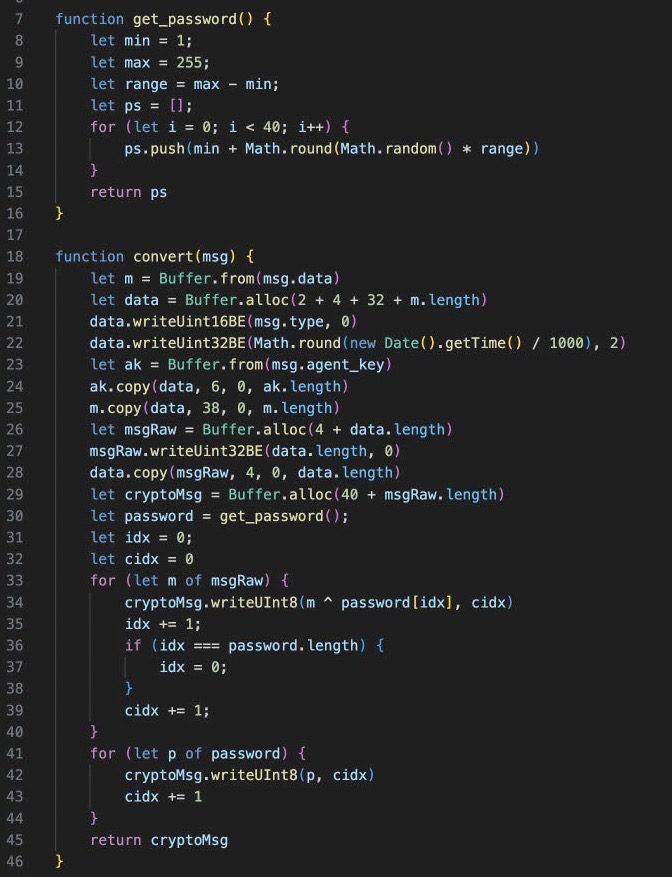 7 function get_password() {
8 let min = 1;
9 let max = 255;
10 let range = max - min;
11 let ps = [];
12 for (let i = 0; i < 40; i++) {
13 ps.push(min + Math.round(Math.random() * range))
14 }
15 return ps
16 }
17
18 function convert(msg) {
19 let m = Buffer.from(msg.data)
20 let data = Buffer.alloc(2 + 4 + 32 + m.length)
21 data.writeUint16BE(msg.type, 0)
22 data.writeUint32BE(Math.round(new Date().getTime() / 1000), 2)
23 let ak = Buffer.from(msg.agent_key)
24 ak.copy(data, 6, 0, ak.length)
25 m.copy(data, 38, 0, m.length)
26 let msgRaw = Buffer.alloc(4 + data.length)
27 msgRaw.writeUint32BE(data.length, 0)
28 data.copy(msgRaw, 4, 0, data.length)
29 let cryptoMsg = Buffer.alloc(40 + msgRaw.length)
30 let password = get_password();
31 let idx = 0;
32 let cidx = 0
33 for (let m of msgRaw) {
34 cryptoMsg.writeUInt8(m ^ password[idx], cidx)
35 idx += 1;
36 if (idx === password.length) {
37 idx = 0;
38 }
39 cidx += 1;
40 }
41 for (let p of password) {
42 cryptoMsg.writeUInt8(p, cidx)
43 cidx += 1
44 }
45 return cryptoMsg
46 }